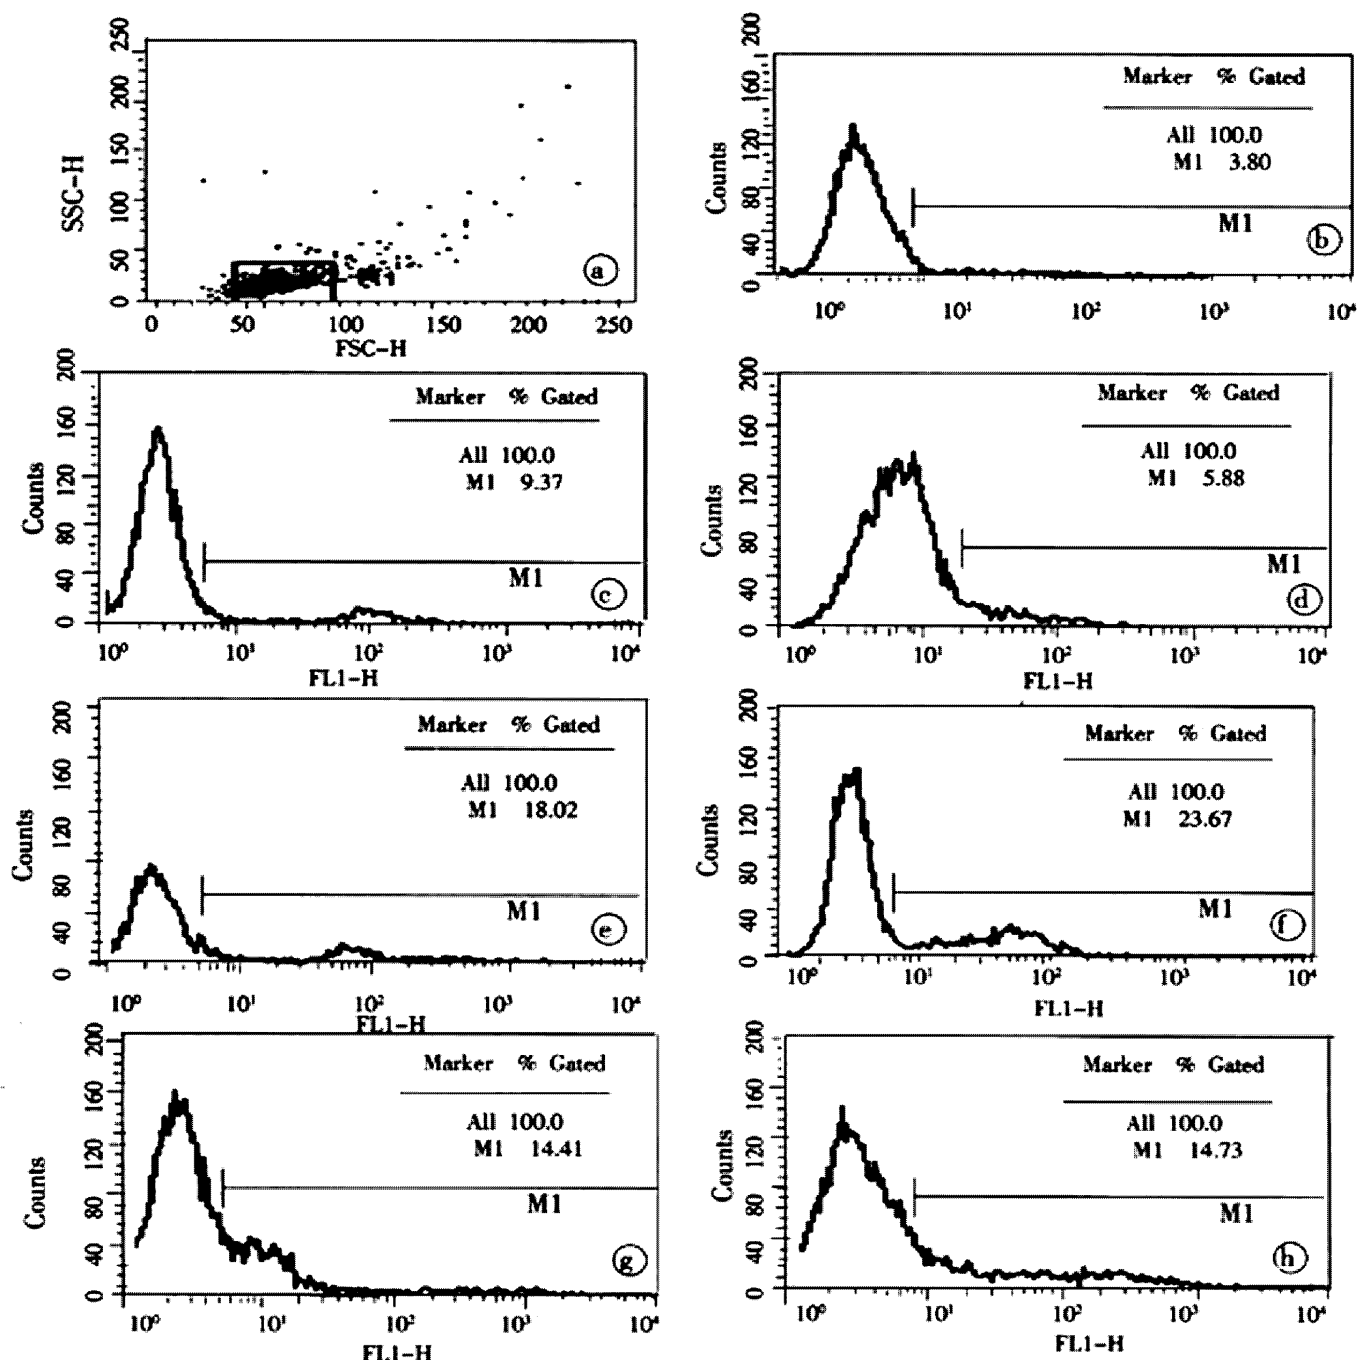 250
200
150
100
50
0
SSC-H
0 50 100 150 200 250
FSC-H
a
200
160
120
80
40
0
Counts
Marker % Gated
All 100.0
M1 3.80
M1
b
10⁰ 10¹ 10² 10³ 10⁴
200
160
120
80
40
0
Counts
Marker % Gated
All 100.0
M1 9.37
M1
c
10⁰ 10¹ 10² 10³ 10⁴
FL1-H
200
160
120
80
40
0
Counts
Marker % Gated
All 100.0
M1 5.88
M1
d
10⁰ 10¹ 10² 10³ 10⁴
FL1-H
200
160
120
80
40
0
Counts
Marker % Gated
All 100.0
M1 18.02
M1
e
10⁰ 10¹ 10² 10³ 10⁴
FL1-H
200
160
120
80
40
0
Counts
Marker % Gated
All 100.0
M1 23.67
M1
f
10⁰ 10¹ 10² 10³ 10⁴
FL1-H
200
160
120
80
40
0
Counts
Marker % Gated
All 100.0
M1 14.41
M1
g
10⁰ 10¹ 10² 10³ 10⁴
FL1-H
200
160
120
80
40
0
Counts
Marker % Gated
All 100.0
M1 14.73
M1
h
10⁰ 10¹ 10² 10³ 10⁴
FL1-H